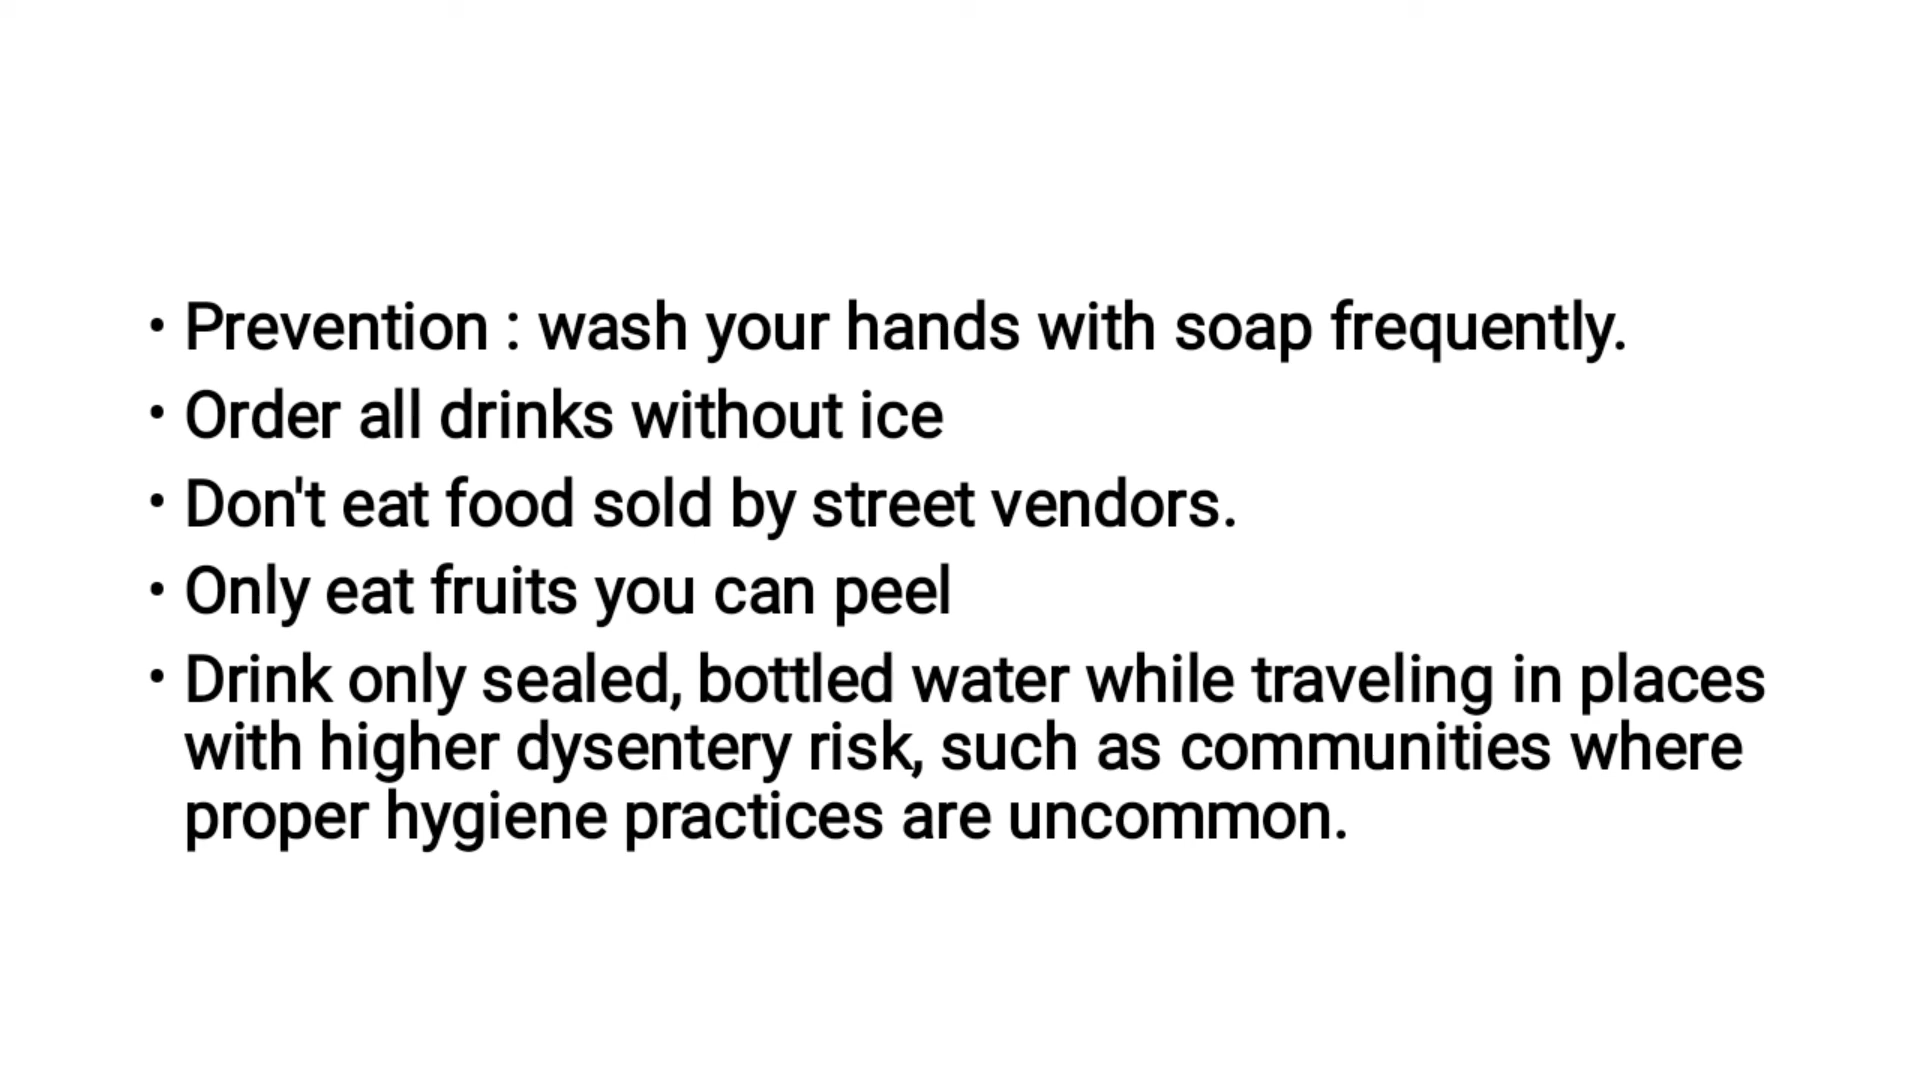 • Prevention : wash your hands with soap frequently.
• Order all drinks without ice
• Don't eat food sold by street vendors.
• Only eat fruits you can peel
• Drink only sealed, bottled water while traveling in places
with higher dysentery risk, such as communities where
proper hygiene practices are uncommon.